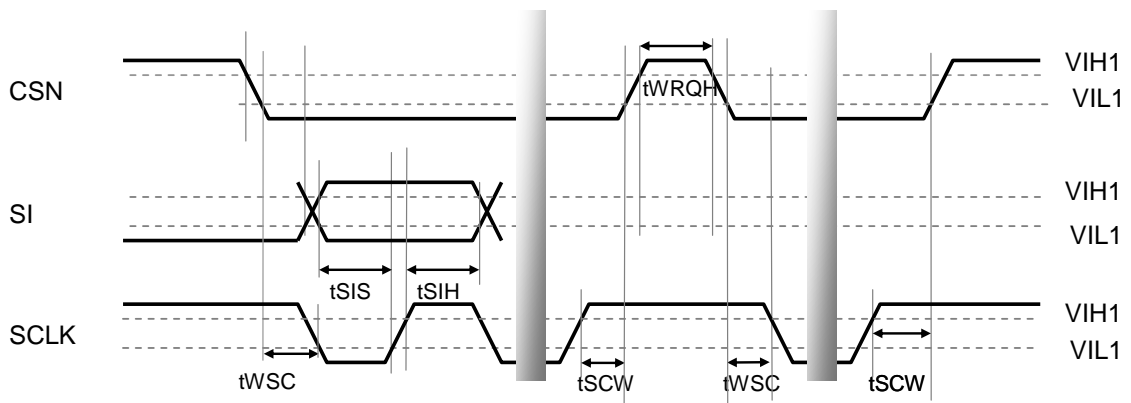 VIH1
CSN
tWRQH
VIL1
VIH1
SI
VIL1
tSIS
tSIH
VIH1
SCLK
VIL1
tWSC
tSCW
tWSC
tSCW